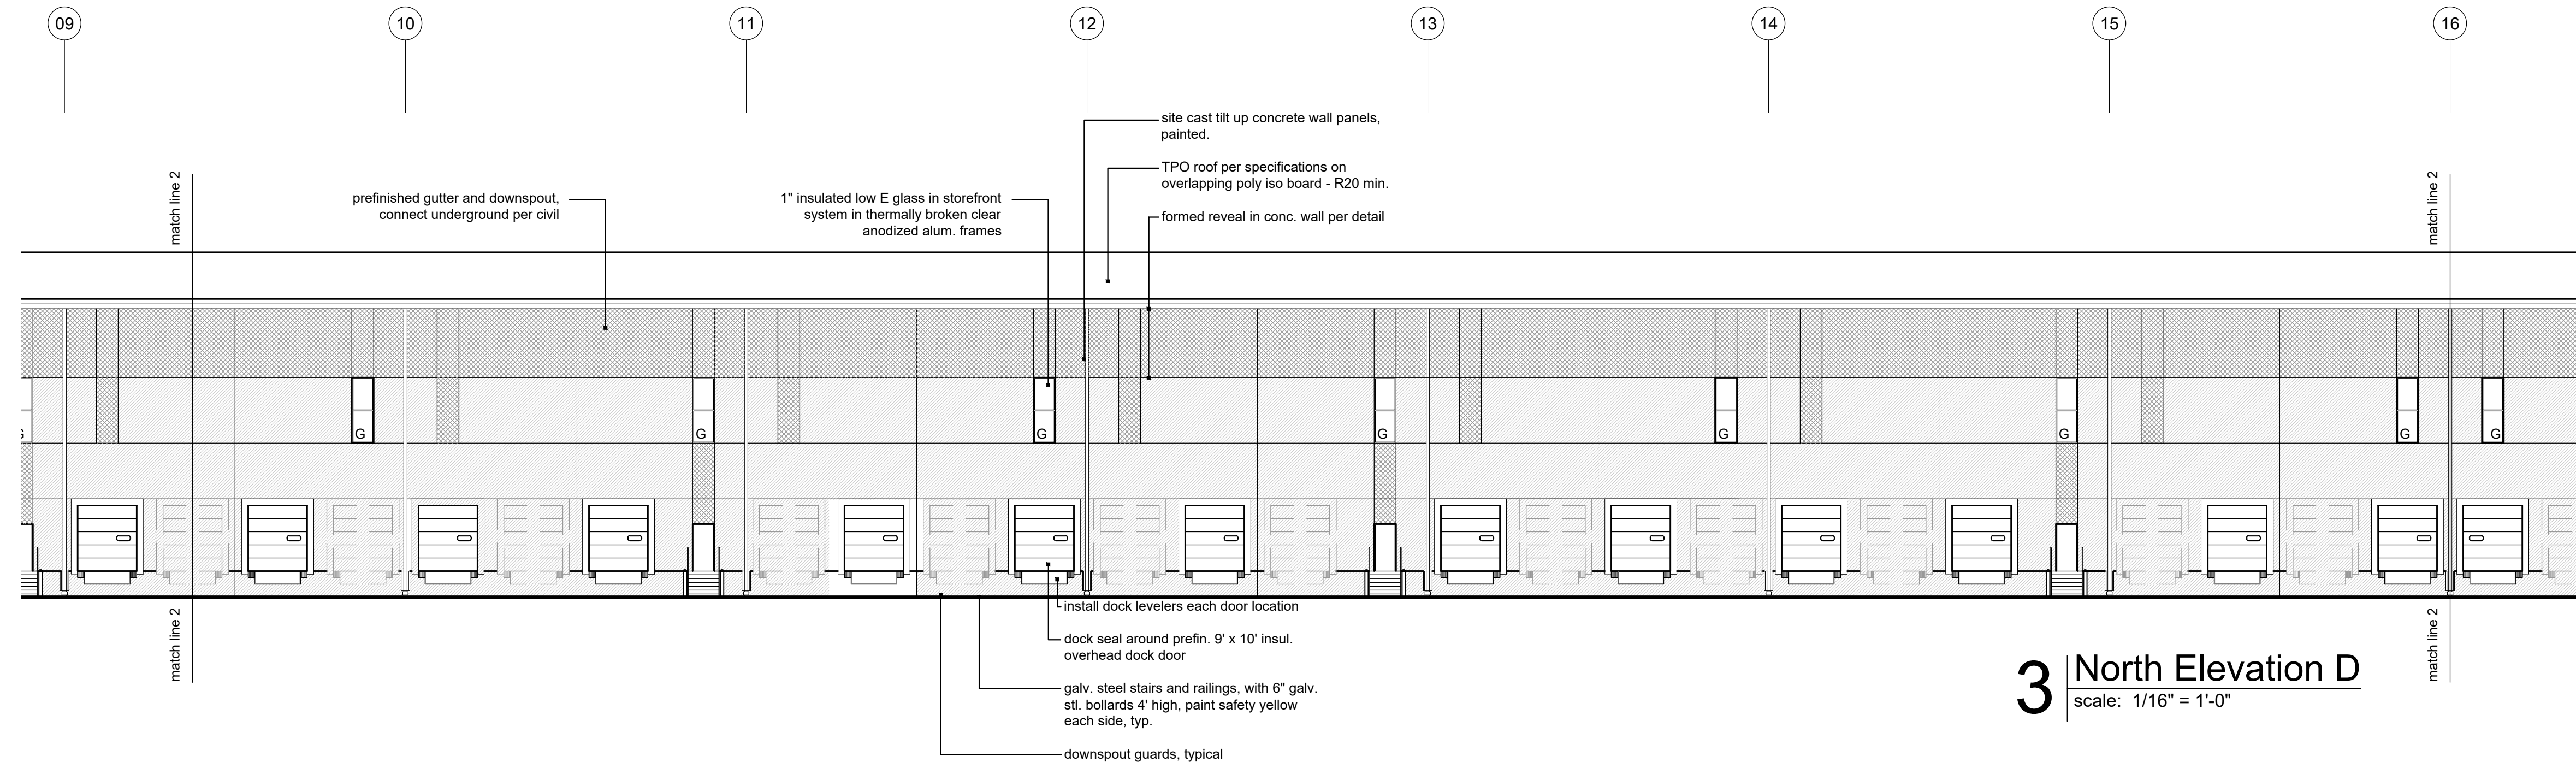 09 10 11 12 13 14 15 16
site cast tilt up concrete wall panels,
painted.
TPO roof per specifications on
overlapping poly iso board - R20 min.
formed reveal in conc. wall per detail
match line 2
prefinished gutter and downspout,
connect underground per civil
1" insulated low E glass in storefront
system in thermally broken clear
anodized alum. frames
match line 2
G G G G G G G G
install dock levelers each door location
dock seal around prefin. 9' x 10' insul.
overhead dock door
galv. steel stairs and railings, with 6" galv.
stl. bollards 4' high, paint safety yellow
each side, typ.
downspout guards, typical
match line 2
match line 2
3 North Elevation D
scale: 1/16" = 1'-0"